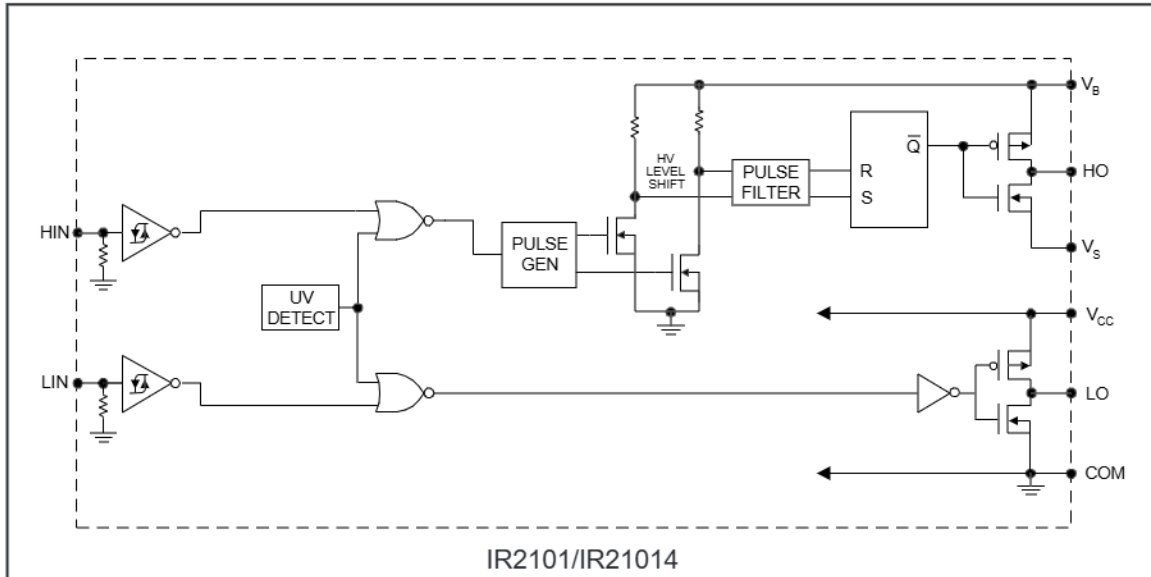 V_B
HV
LEVEL
SHIFT
Q̅
PULSE
FILTER
R
S
HO
HIN
PULSE
GEN
V_S
UV
DETECT
V_CC
LIN
LO
COM
IR2101/IR21014